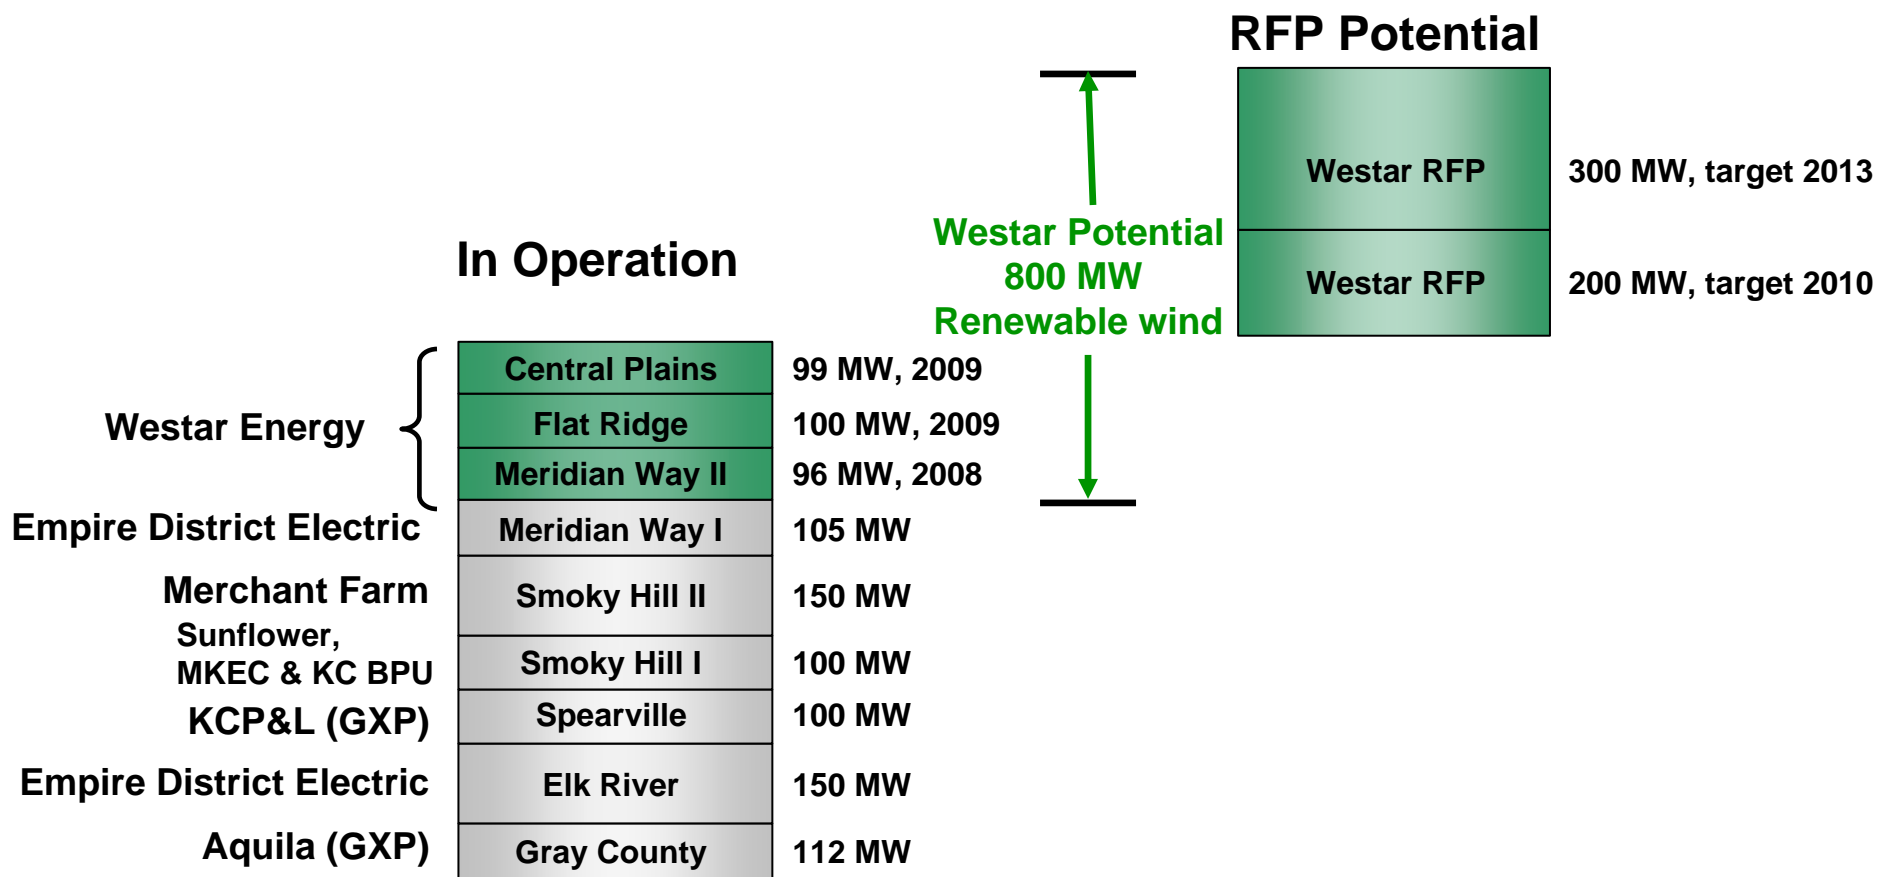 RFP Potential
Westar RFP 300 MW, target 2013
Westar RFP 200 MW, target 2010
Westar Potential
800 MW
Renewable wind
In Operation
Westar Energy
Central Plains 99 MW, 2009
Flat Ridge 100 MW, 2009
Meridian Way II 96 MW, 2008
Empire District Electric Meridian Way I 105 MW
Merchant Farm Smoky Hill II 150 MW
Sunflower,
MKEC & KC BPU Smoky Hill I 100 MW
KCP&L (GXP) Spearville 100 MW
Empire District Electric Elk River 150 MW
Aquila (GXP) Gray County 112 MW